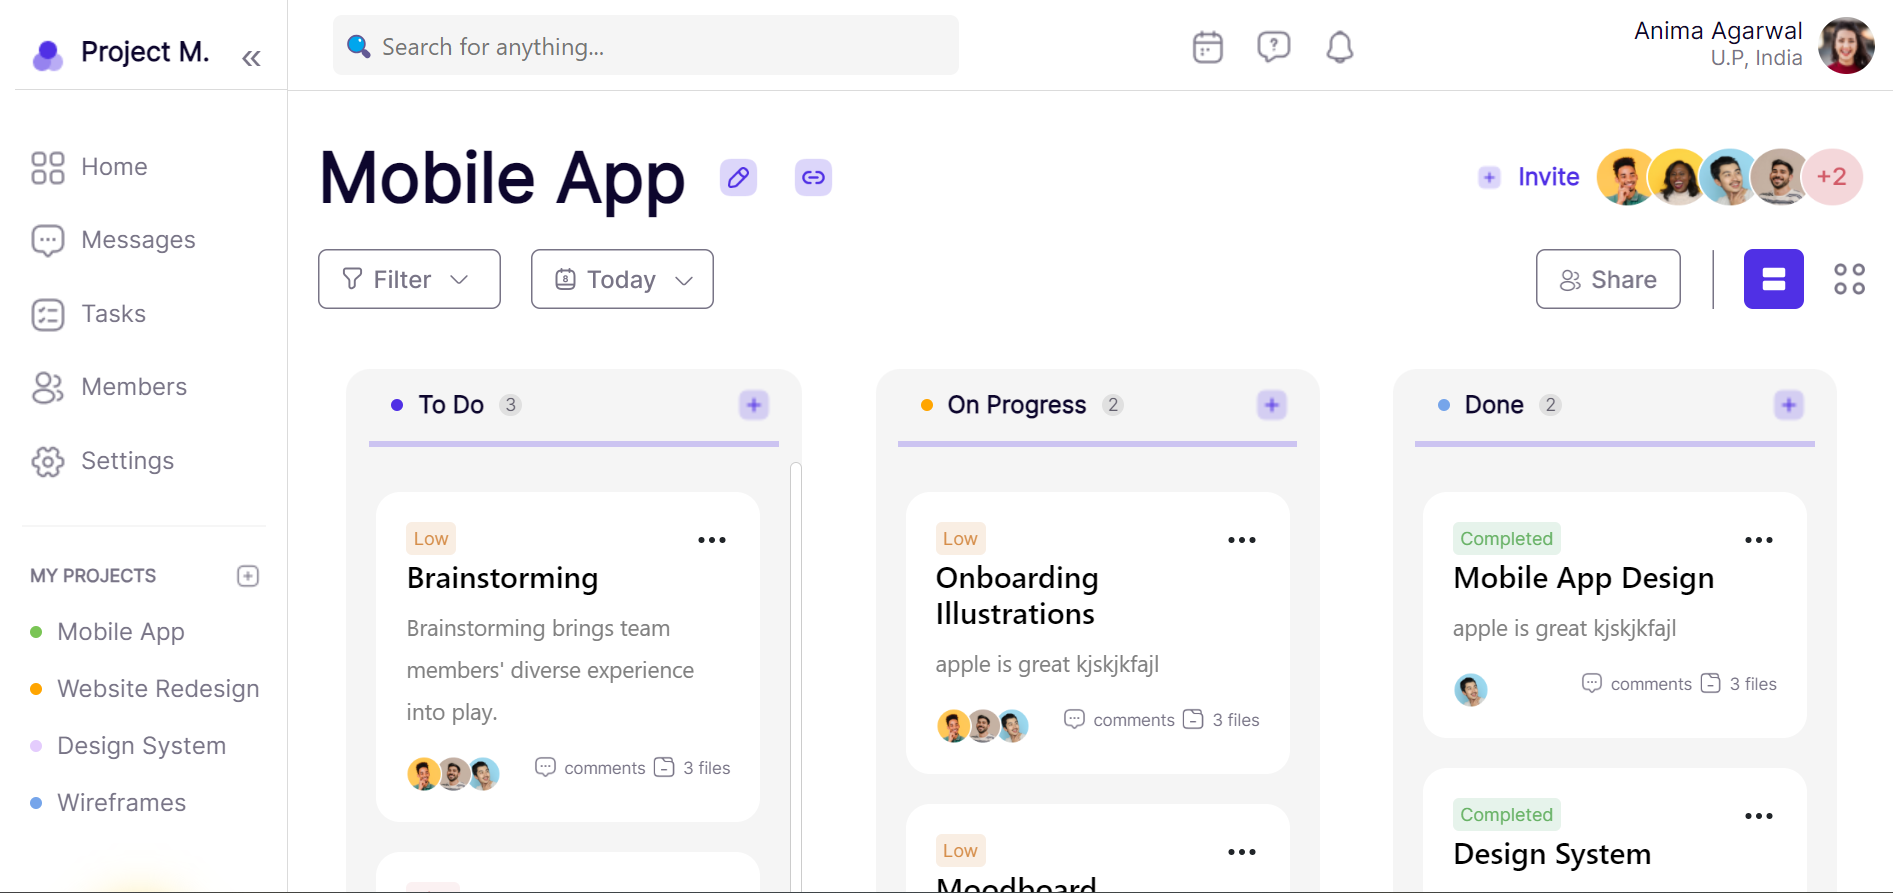 Project M.
Search for anything...
Anima Agarwal
U.P, India
Home
Messages
Tasks
Members
Settings
MY PROJECTS
Mobile App
Website Redesign
Design System
Wireframes
Mobile App
Invite
+2
Filter
8 Today
Share
To Do 3
Low
Brainstorming
Brainstorming brings team
members' diverse experience
into play.
comments 3 files
On Progress 2
Low
Onboarding
Illustrations
apple is great kjskjkfajl
comments 3 files
Low
Moodboard
Done 2
Completed
Mobile App Design
apple is great kjskjkfajl
comments 3 files
Completed
Design System